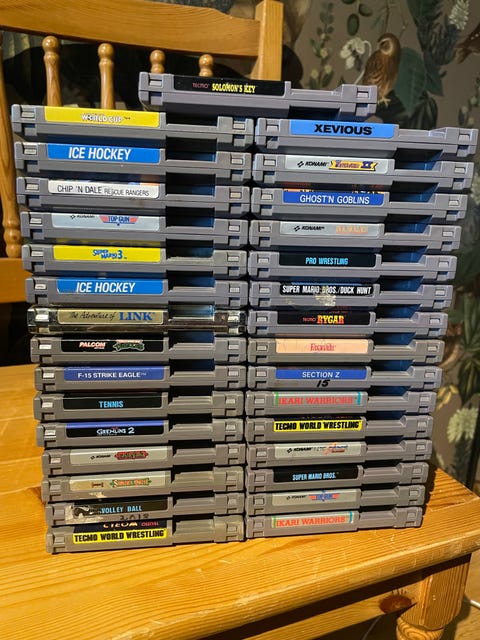 TECMO SOLOMON'S KEY
WORLD CUP
ICE HOCKEY
CHIP 'N DALE RESCUE RANGERS
KONAMI TOP GUN
SUPER MARIO 3
ICE HOCKEY
The Adventure of LINK
PALCOM
F-15 STRIKE EAGLE
TENNIS
GREMLINS 2
KONAMI
VOLLEY BALL
TECMO WORLD WRESTLING
XEVIOUS
KONAMI
GHOST'N GOBLINS
KONAMI
PRO WRESTLING
SUPER MARIO BROS./DUCK HUNT
TECMO RYGAR
SECTION Z
15
IKARI WARRIORS
TECMO WORLD WRESTLING
KONAMI
SUPER MARIO BROS.
KONAMI
IKARI WARRIORS